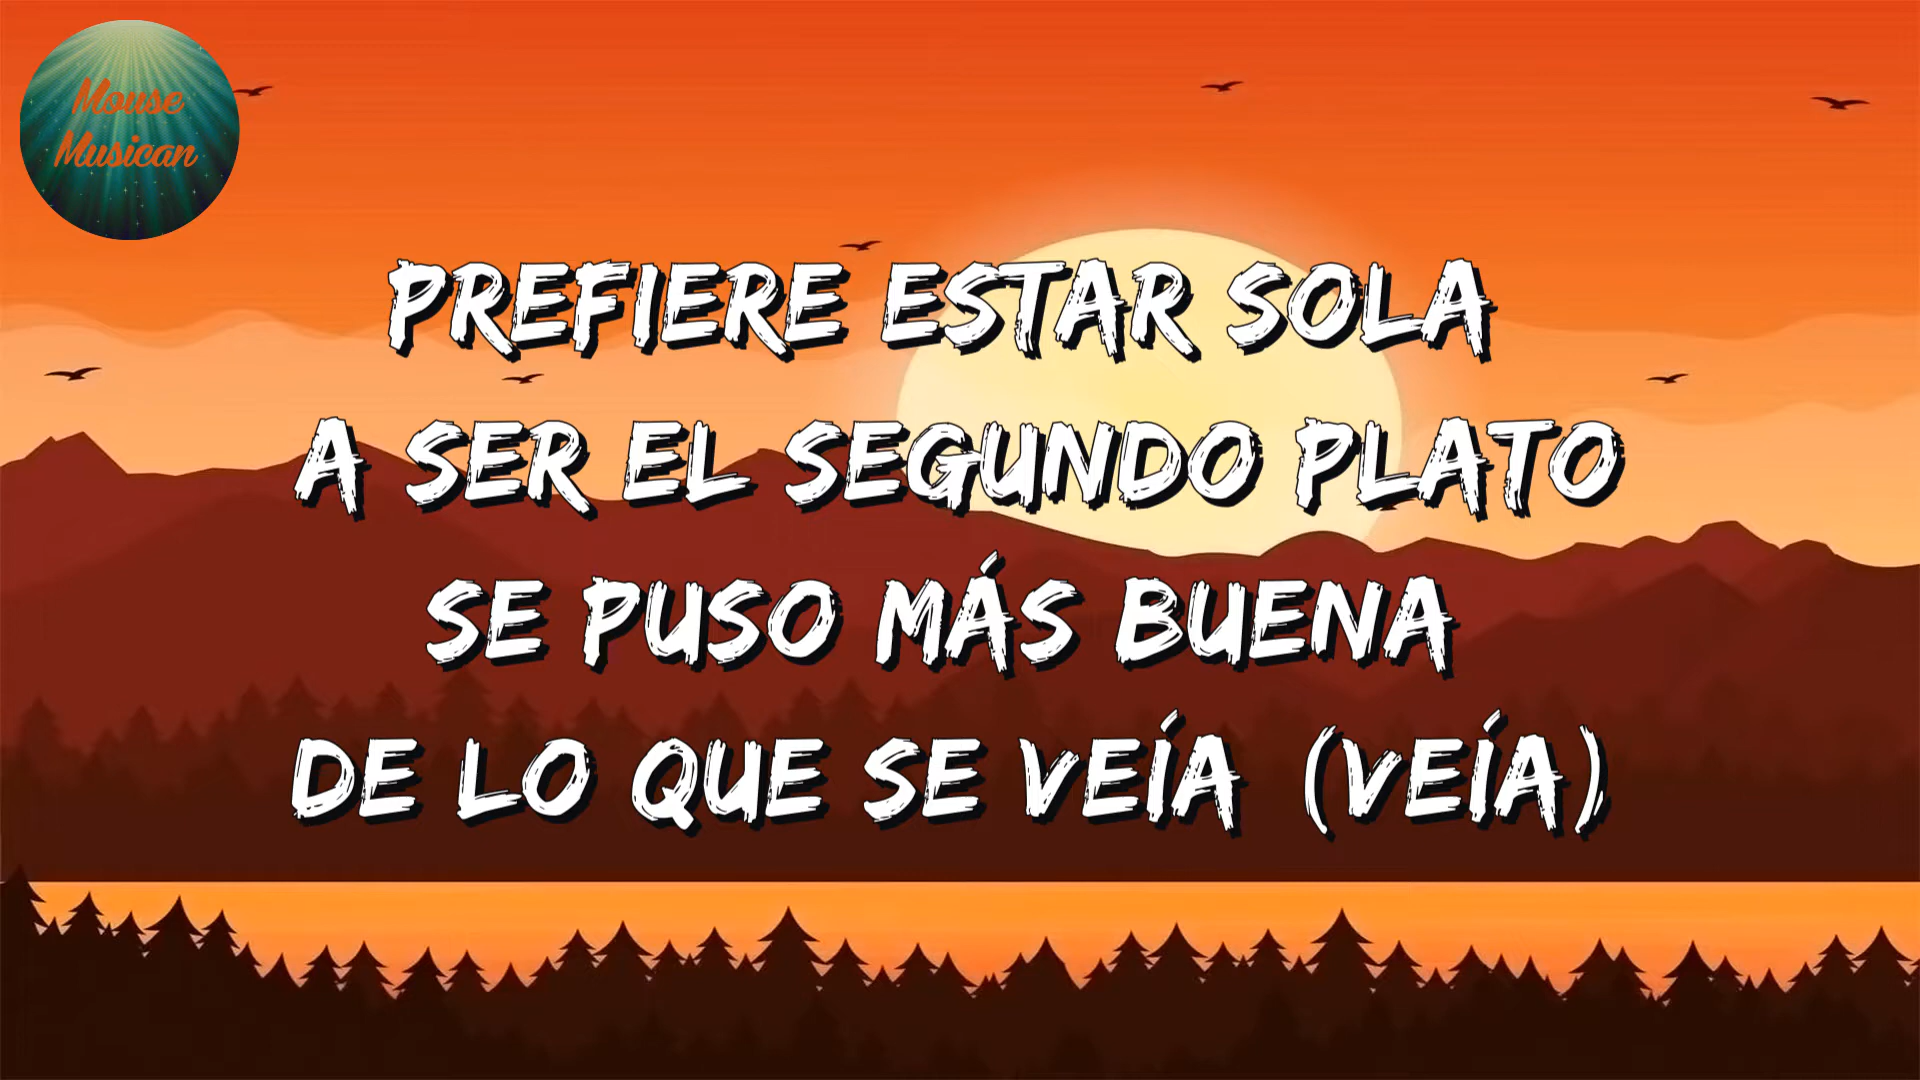 Mouse
Musican
PREFIERE ESTAR SOLA
A SER EL SEGUNDO PLATO
SE PUSO MÁS BUENA
DE LO QUE SE VEÍA (VEÍA)